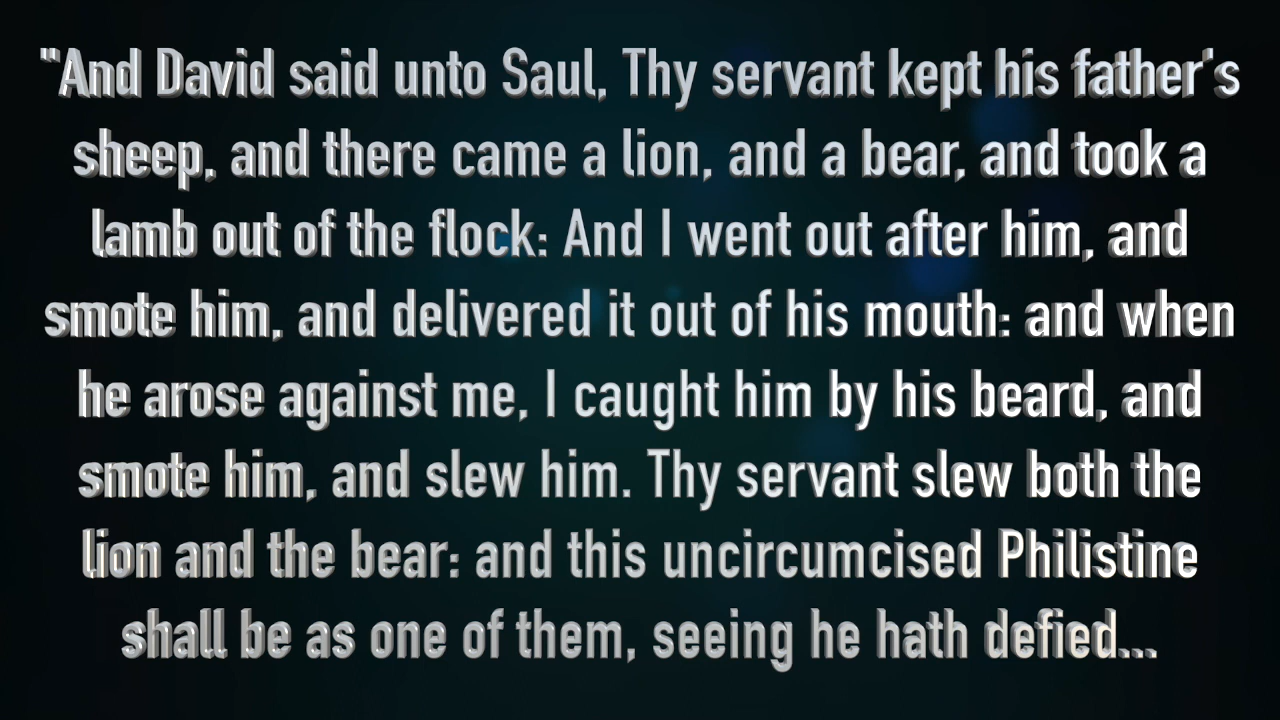 "And David said unto Saul, Thy servant kept his father's
sheep, and there came a lion, and a bear, and took a
lamb out of the flock: And I went out after him, and
smote him, and delivered it out of his mouth: and when
he arose against me, I caught him by his beard, and
smote him, and slew him. Thy servant slew both the
lion and the bear: and this uncircumcised Philistine
shall be as one of them, seeing he hath defied...